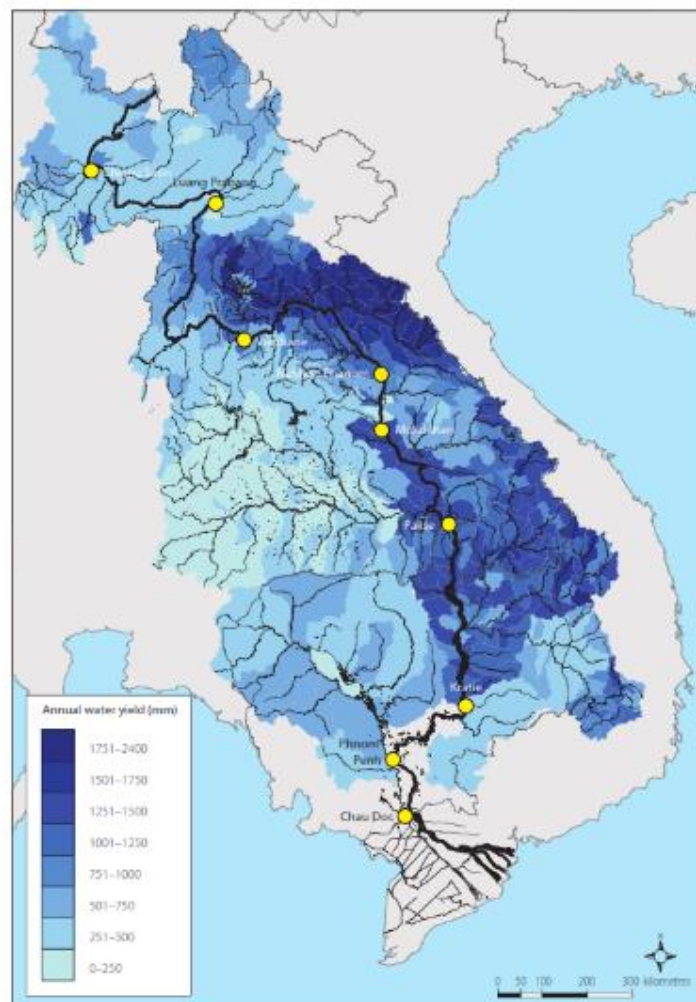 Luang Prabang
Vientiane
Mukdahan
Pakse
Kratie
Phnom
Penh
Chau Doc
Annual water yield (mm)
1751–2400
1501–1750
1251–1500
1001–1250
751–1000
501–750
251–500
0–250
N
0 50 100 200 300 kilometres